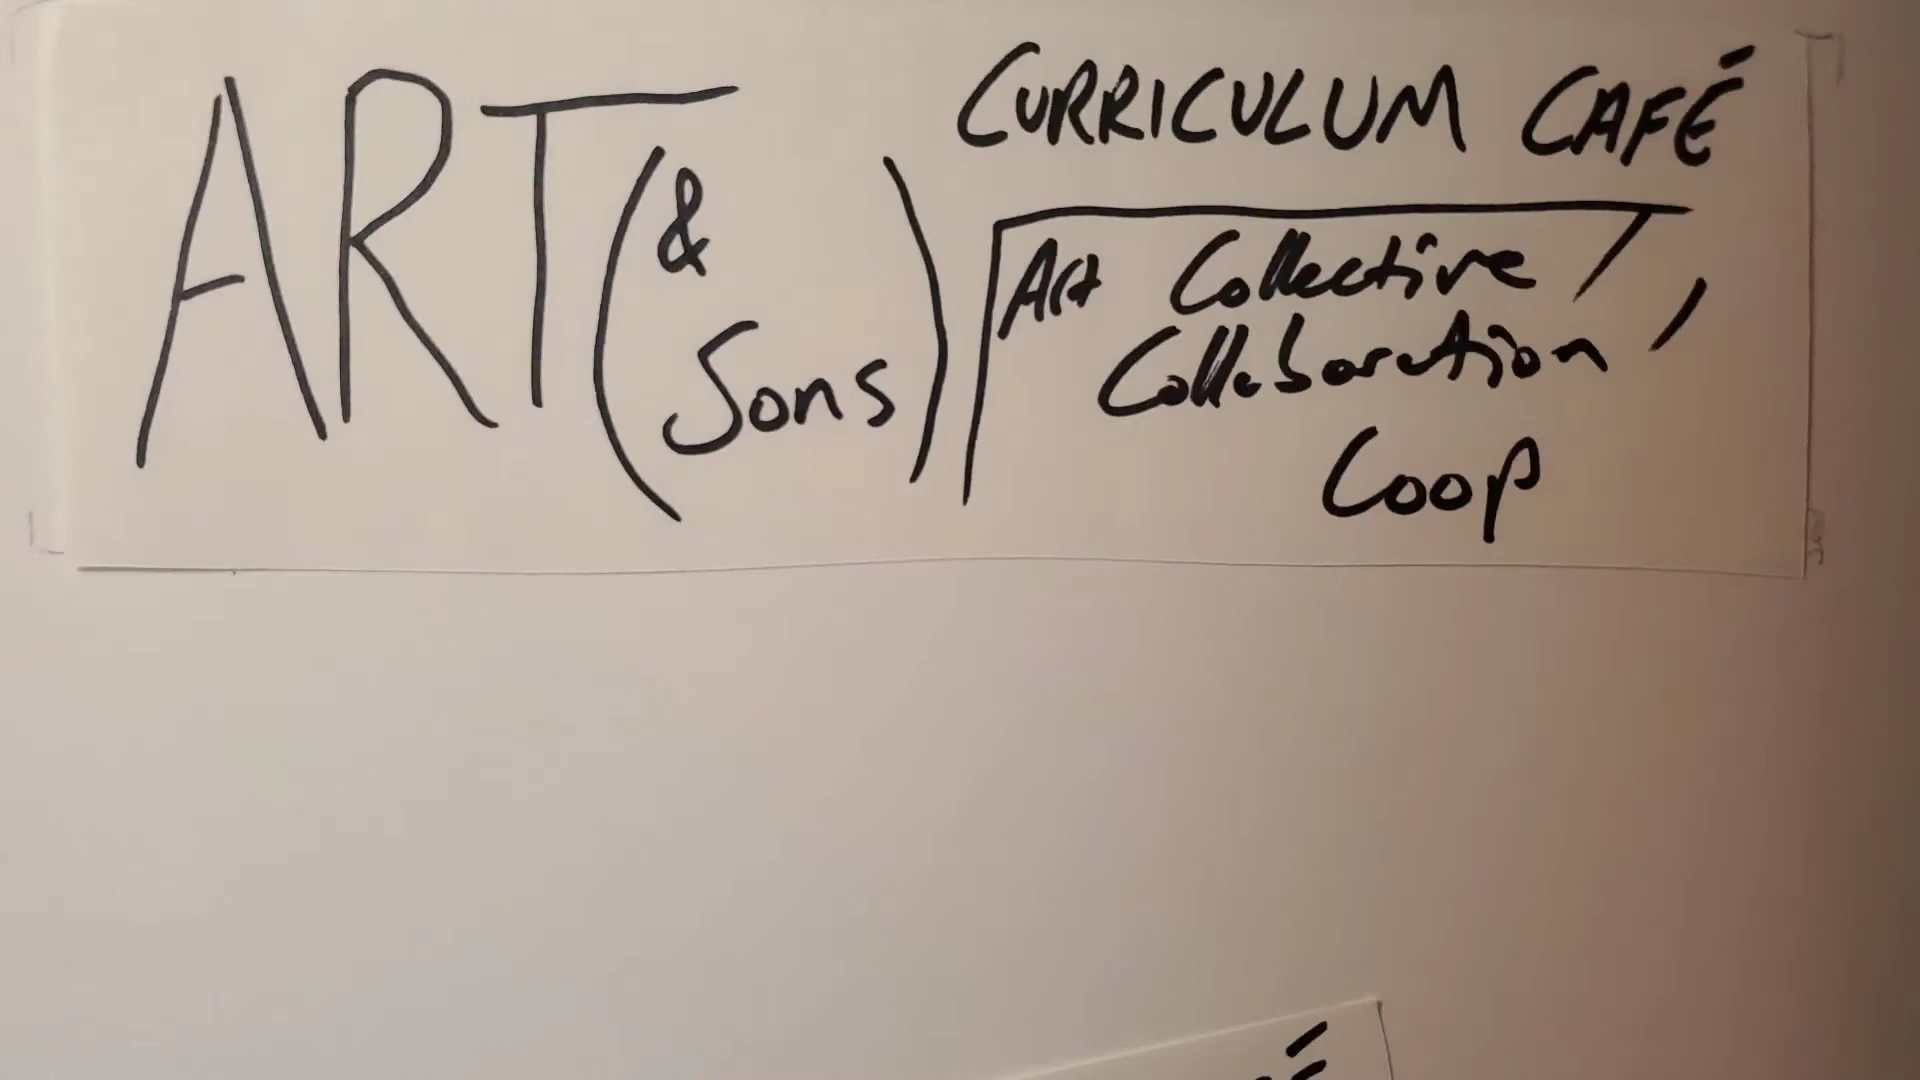 ART (& Sons)
CURRICULUM CAFÉ
Art Collective /
Collaboration,
Coop
É